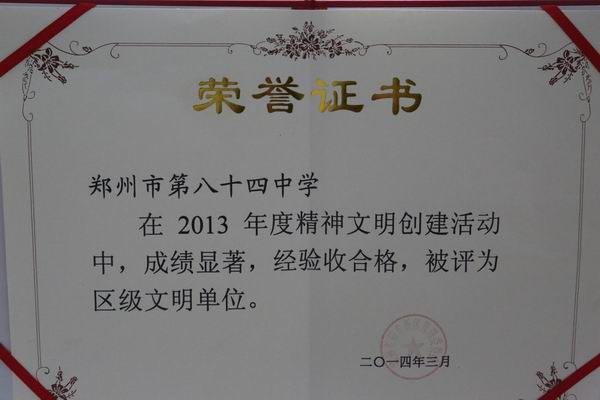 荣誉证书
郑州市第八十四中学
在 2013 年度精神文明创建活动
中，成绩显著，经验收合格，被评为
区级文明单位。
二〇一四年三月